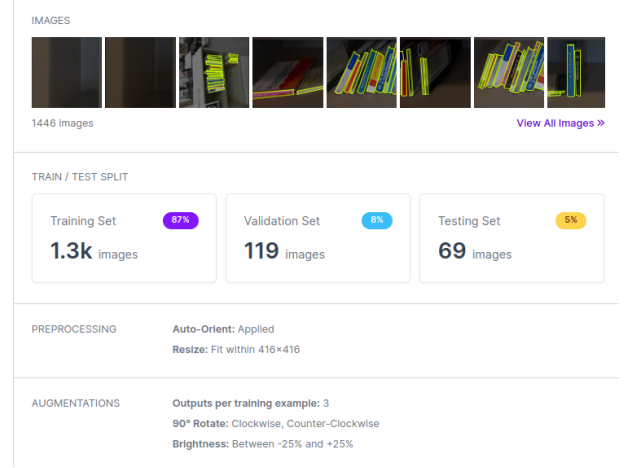 IMAGES
1446 images
View All Images »
TRAIN / TEST SPLIT
Training Set 87%
1.3k images
Validation Set 8%
119 images
Testing Set 5%
69 images
PREPROCESSING
Auto-Orient: Applied
Resize: Fit within 416×416
AUGMENTATIONS
Outputs per training example: 3
90° Rotate: Clockwise, Counter-Clockwise
Brightness: Between -25% and +25%